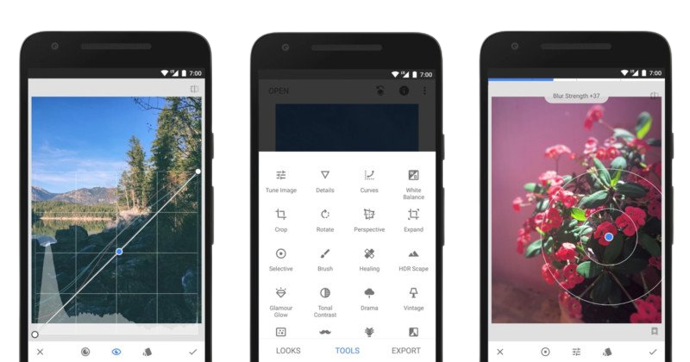 7:00
7:00
7:00
OPEN
Blur Strength +37
Tune Image
Details
Curves
White
Balance
Crop
Rotate
Perspective
Expand
Selective
Brush
Healing
HDR Scape
Glamour
Glow
Tonal
Contrast
Drama
Vintage
LOOKS
TOOLS
EXPORT